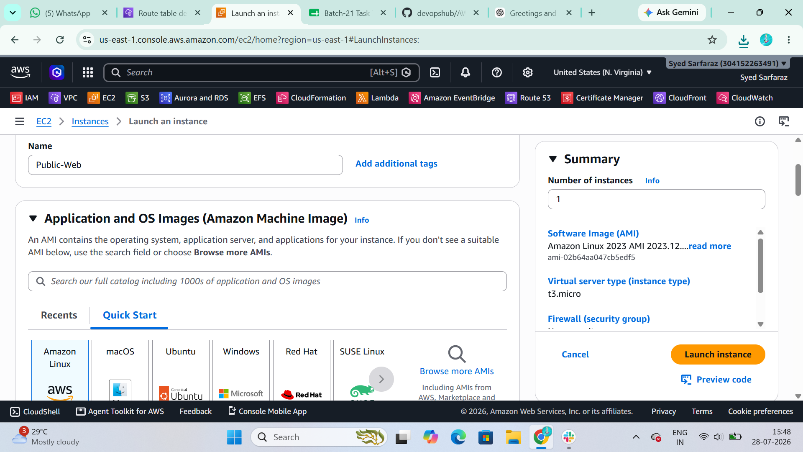 (5) WhatsApp
Route table de
Launch an inst
Batch-21 Task
devopshub/A
Greetings and
Ask Gemini
us-east-1.console.aws.amazon.com/ec2/home?region=us-east-1#LaunchInstances:
aws
Search
[Alt+S]
United States (N. Virginia)
Syed Sarfaraz (304152263491)
Syed Sarfaraz
IAM
VPC
EC2
S3
Aurora and RDS
EFS
CloudFormation
Lambda
Amazon EventBridge
Route 53
Certificate Manager
CloudFront
CloudWatch
EC2
Instances
Launch an instance
Name
Public-Web
Add additional tags
Application and OS Images (Amazon Machine Image) Info
An AMI contains the operating system, application server, and applications for your instance. If you don't see a suitable
AMI below, use the search field or choose Browse more AMIs.
Search our full catalog including 1000s of application and OS images
Recents
Quick Start
Amazon
Linux
aws
macOS
Ubuntu
Ubuntu
Windows
Microsoft
Red Hat
Red Hat
SUSE Linux
Browse more AMIs
Including AMIs from
AWS, Marketplace and
Summary
Number of instances Info
1
Software Image (AMI)
Amazon Linux 2023 AMI 2023.12....read more
ami-02b64aa047cb5edf5
Virtual server type (instance type)
t3.micro
Firewall (security group)
Cancel
Launch instance
Preview code
CloudShell
Agent Toolkit for AWS
Feedback
Console Mobile App
© 2026, Amazon Web Services, Inc. or its affiliates.
Privacy
Terms
Cookie preferences
3
29°C
Mostly cloudy
Search
ENG
IN
15:48
28-07-2026